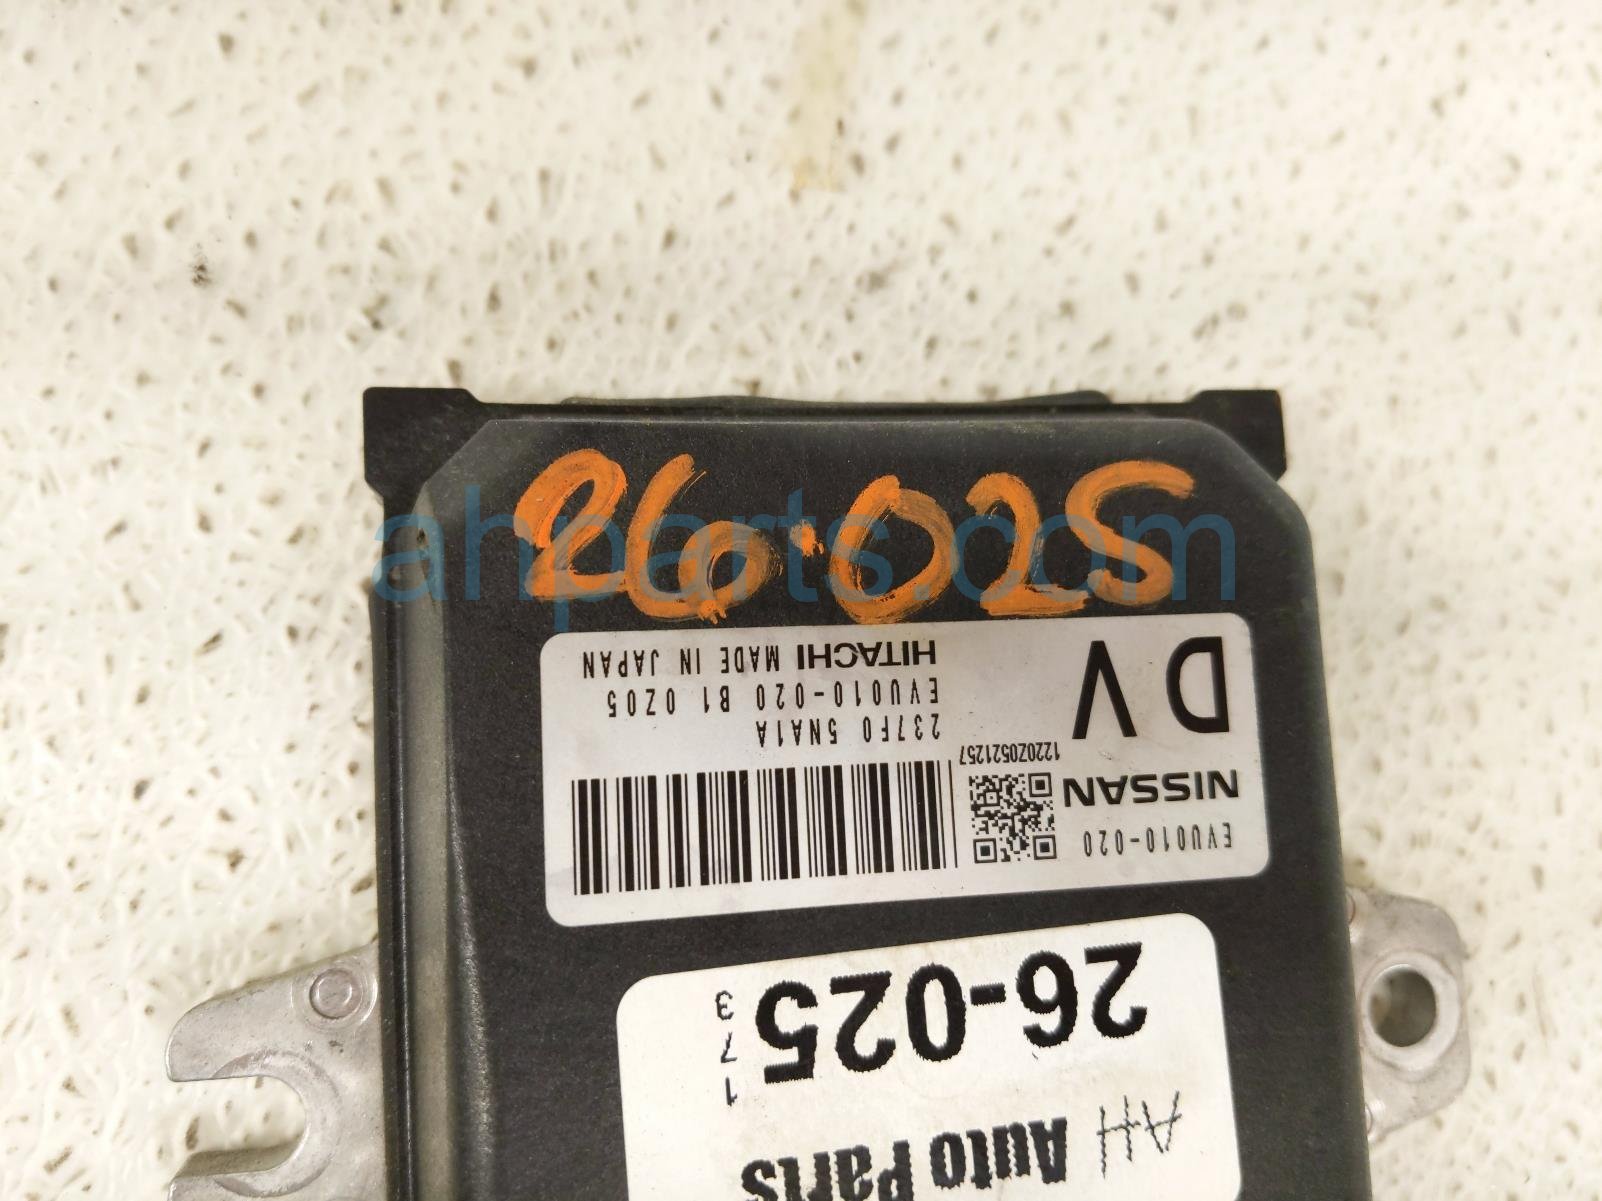 26.025
ahparts.com
EVU010-020
NISSAN
1220Z0521257
DV
237F0 5NA1A
EVU010-020 B1 0Z05
HITACHI MADE IN JAPAN
26-025
173
AH Auto Parts